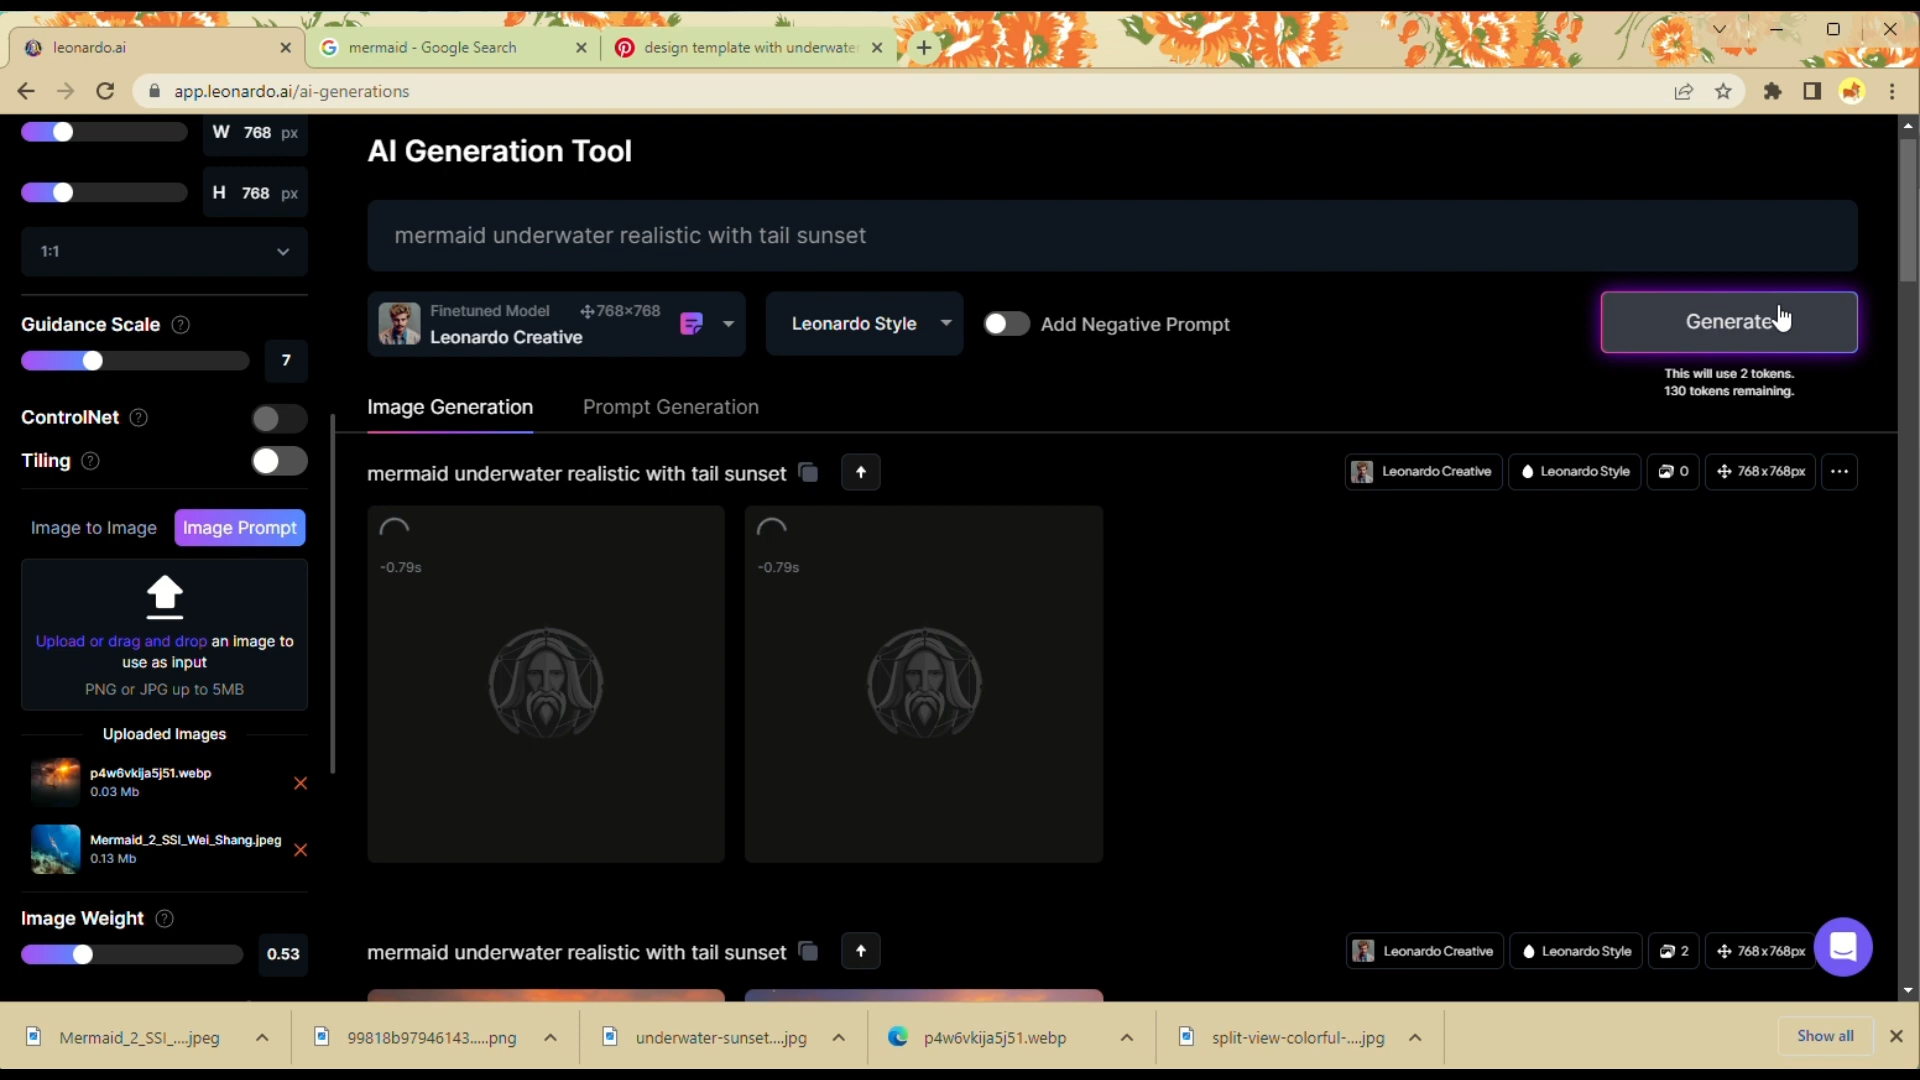 leonardo.ai
mermaid - Google Search
design template with underwate
app.leonardo.ai/ai-generations
W 768 px
H 768 px
1:1
Guidance Scale ?
7
ControlNet ?
Tiling ?
Image to Image Image Prompt
Upload or drag and drop an image to
use as input
PNG or JPG up to 5MB
Uploaded Images
p4w6vkija5j51.webp
0.03 Mb
Mermaid_2_SSI_Wei_Shang.jpeg
0.13 Mb
Image Weight ?
0.53
AI Generation Tool
mermaid underwater realistic with tail sunset
Finetuned Model 768×768
Leonardo Creative
Leonardo Style
Add Negative Prompt
Generate
This will use 2 tokens.
130 tokens remaining.
Image Generation Prompt Generation
mermaid underwater realistic with tail sunset
Leonardo Creative Leonardo Style 0 768x768px
-0.79s -0.79s
mermaid underwater realistic with tail sunset
Leonardo Creative Leonardo Style 2 768x768px
Mermaid_2_SSI_....jpeg
99818b97946143.....png
underwater-sunset....jpg
p4w6vkija5j51.webp
split-view-colorful-....jpg
Show all